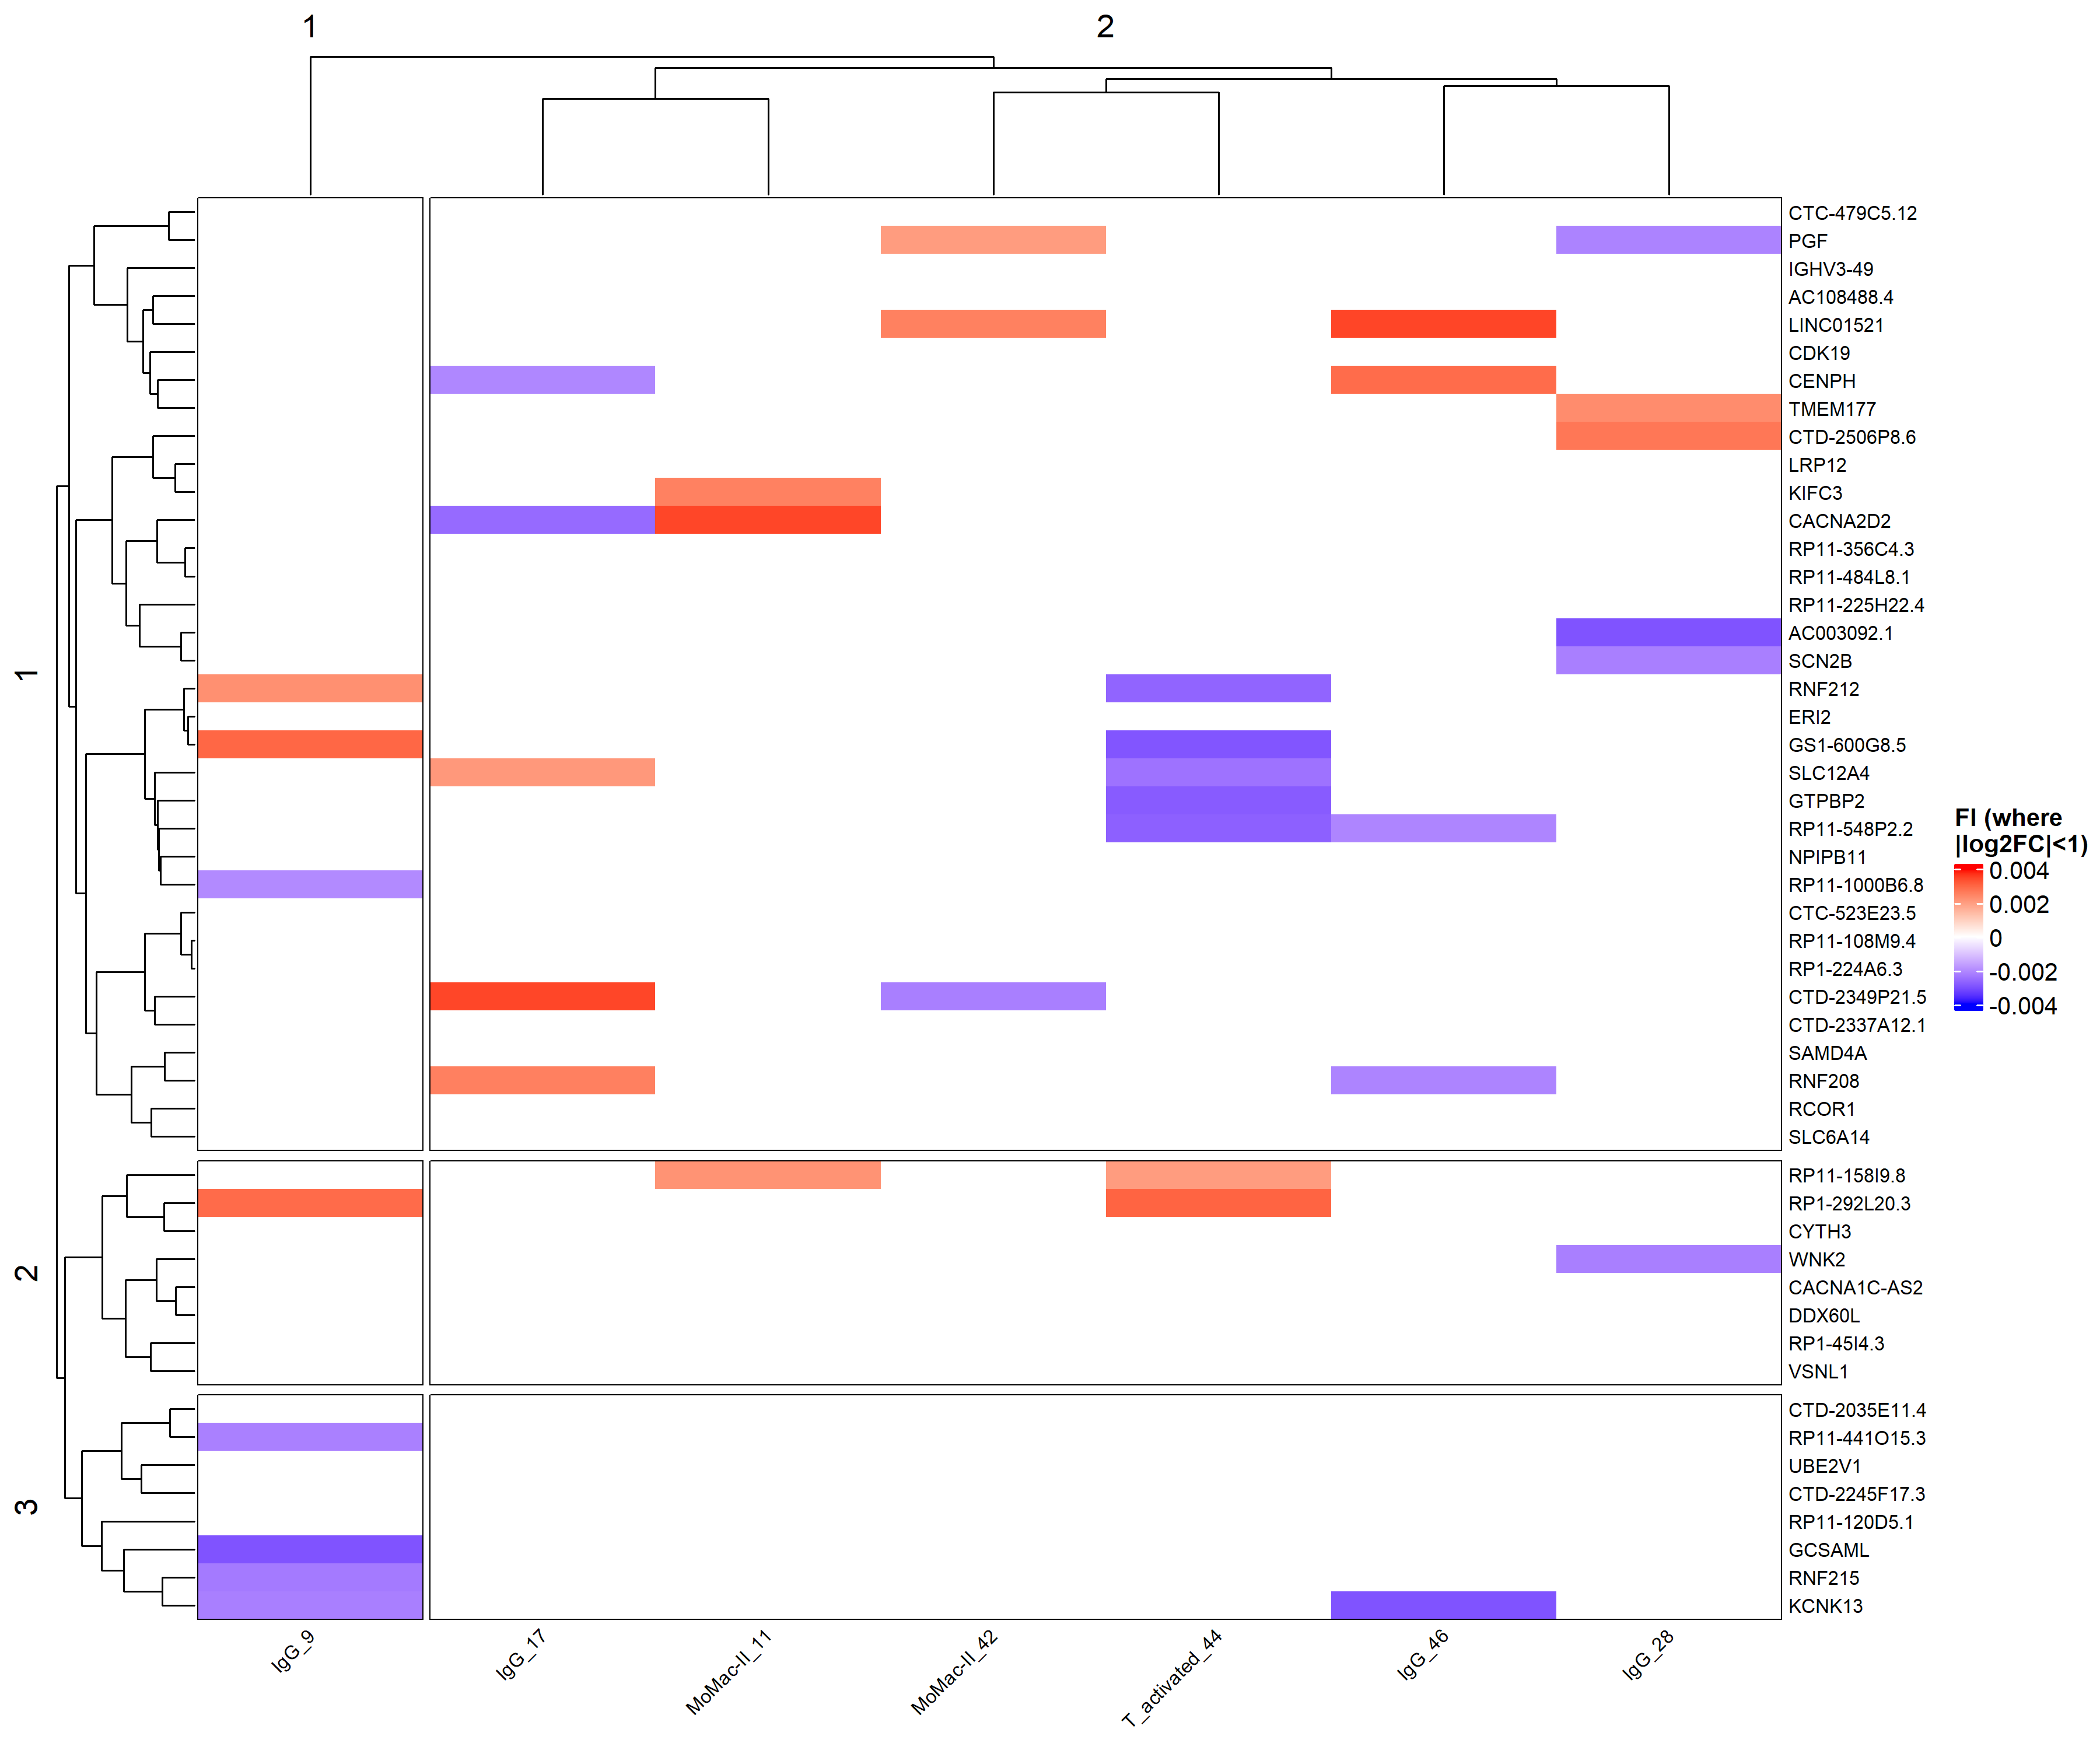 1
2
CTC-479C5.12
PGF
IGHV3-49
AC108488.4
LINC01521
CDK19
CENPH
TMEM177
CTD-2506P8.6
LRP12
KIFC3
CACNA2D2
RP11-356C4.3
RP11-484L8.1
RP11-225H22.4
AC003092.1
SCN2B
RNF212
ERI2
GS1-600G8.5
SLC12A4
GTPBP2
RP11-548P2.2
NPIPB11
RP11-1000B6.8
CTC-523E23.5
RP11-108M9.4
RP1-224A6.3
CTD-2349P21.5
CTD-2337A12.1
SAMD4A
RNF208
RCOR1
SLC6A14
1
RP11-158I9.8
RP1-292L20.3
CYTH3
WNK2
CACNA1C-AS2
DDX60L
RP1-45I4.3
VSNL1
2
CTD-2035E11.4
RP11-441O15.3
UBE2V1
CTD-2245F17.3
RP11-120D5.1
GCSAML
RNF215
KCNK13
3
IgG_9
IgG_17
MoMac-II_11
MoMac-II_42
T_activated_44
IgG_46
IgG_28
FI (where
|log2FC|<1)
0.004
0.002
0
-0.002
-0.004